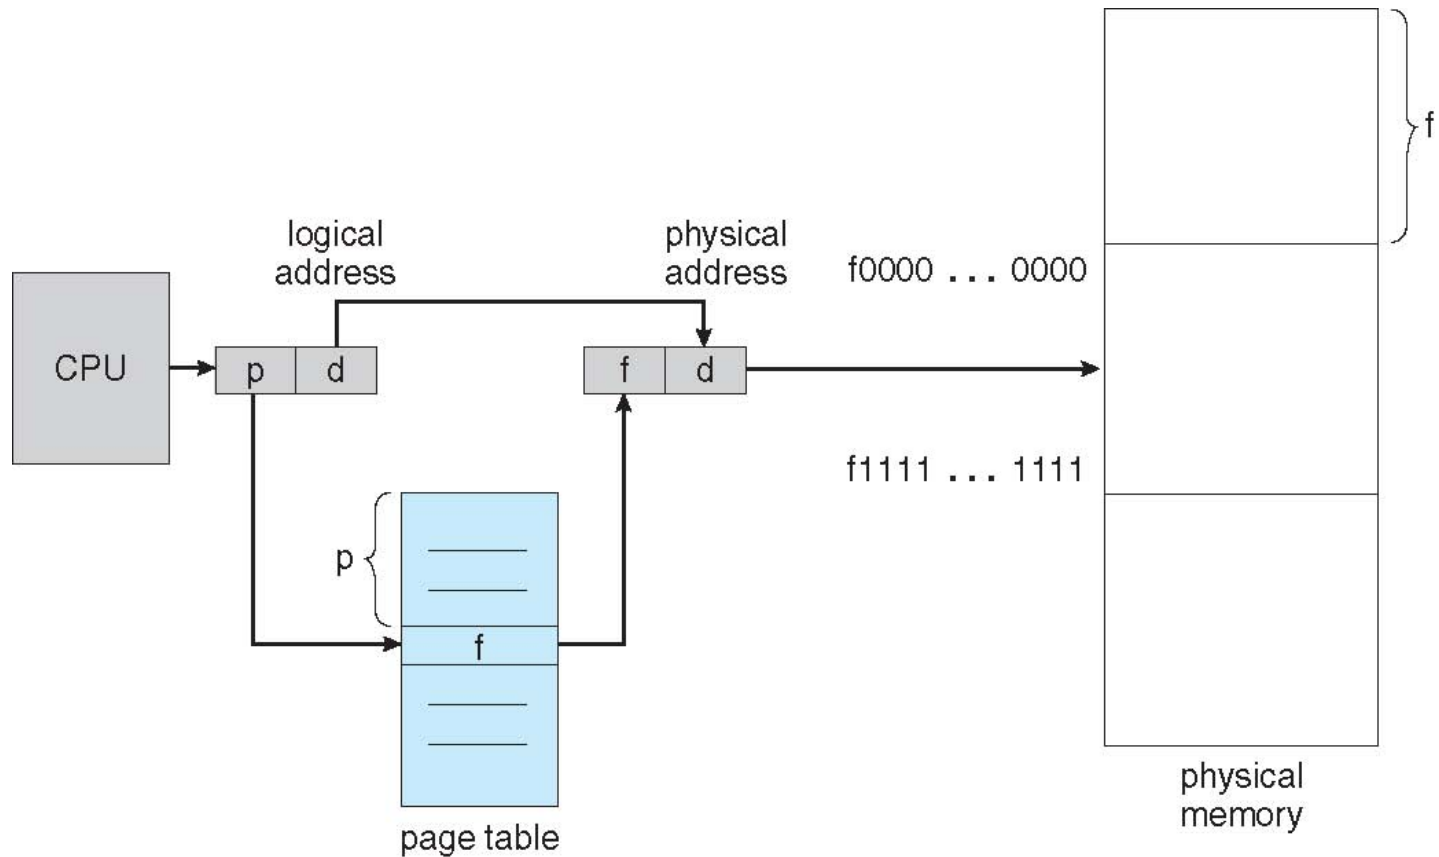 f
logical
address
physical
address
f0000 ... 0000
CPU
p
d
f
d
f1111 ... 1111
p
f
page table
physical
memory